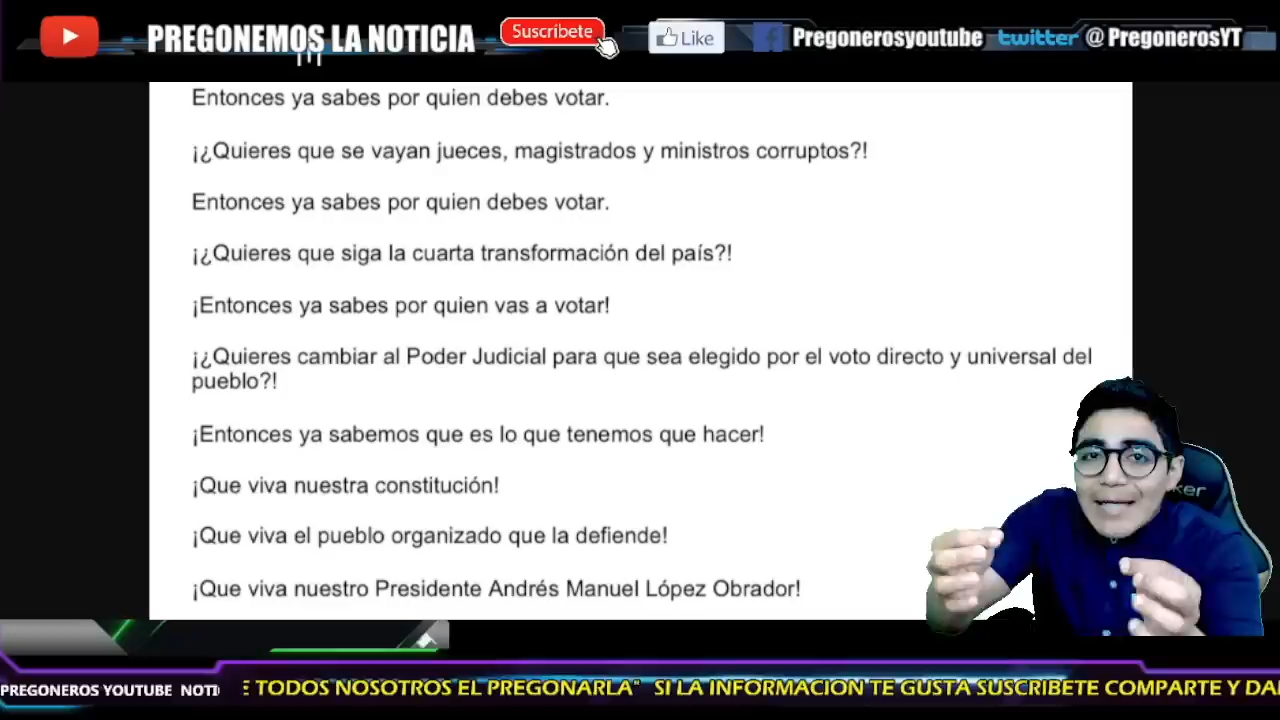 PREGONEMOS LA NOTICIA
Suscríbete
Like
Pregonerosyoutube
twitter @PregonerosYT
Entonces ya sabes por quien debes votar.
¡¿Quieres que se vayan jueces, magistrados y ministros corruptos?!
Entonces ya sabes por quien debes votar.
¡¿Quieres que siga la cuarta transformación del país?!
¡Entonces ya sabes por quien vas a votar!
¡¿Quieres cambiar al Poder Judicial para que sea elegido por el voto directo y universal del
pueblo?!
¡Entonces ya sabemos que es lo que tenemos que hacer!
¡Que viva nuestra constitución!
¡Que viva el pueblo organizado que la defiende!
¡Que viva nuestro Presidente Andrés Manuel López Obrador!
PREGONEROS YOUTUBE NOTI
E TODOS NOSOTROS EL PREGONARLA" SI LA INFORMACION TE GUSTA SUSCRIBETE COMPARTE Y DA